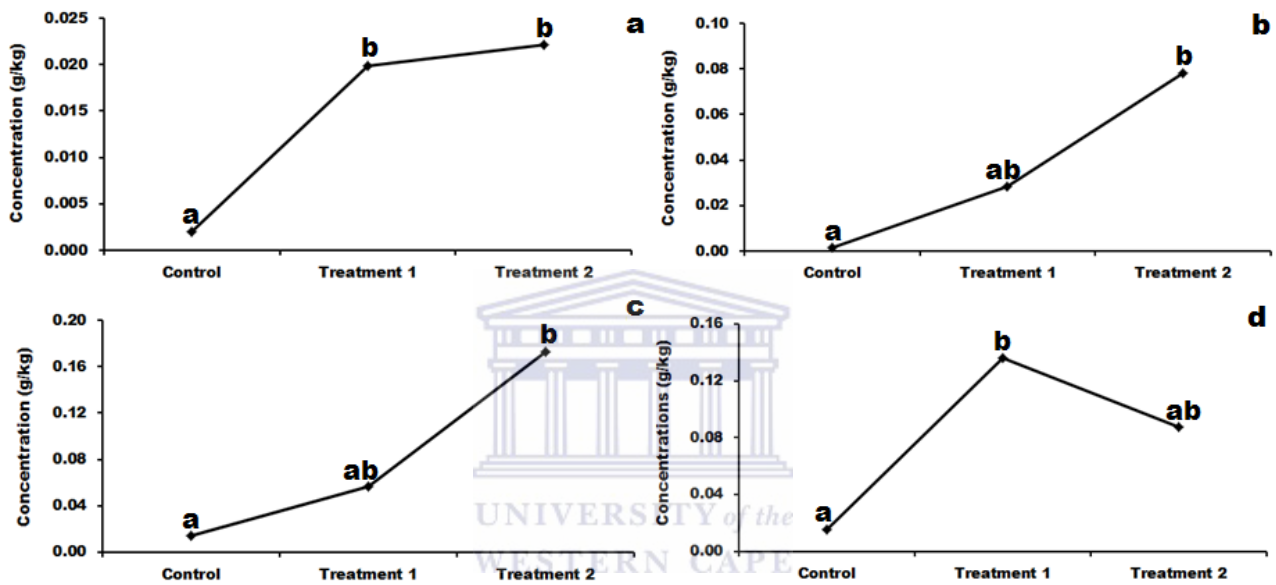 a
Concentration (g/kg)
0.025
0.020
0.015
0.010
0.005
0.000
a
b
b
Control Treatment 1 Treatment 2
b
Concentration (g/kg)
0.10
0.08
0.06
0.04
0.02
0.00
a
ab
b
Control Treatment 1 Treatment 2
c
Concentration (g/kg)
0.20
0.16
0.12
0.08
0.04
0.00
a
ab
b
Control Treatment 1 Treatment 2
d
Concentrations (g/kg)
0.16
0.12
0.08
0.04
0.00
a
b
ab
Control Treatment 1 Treatment 2
UNIVERSITY of the
WESTERN CAPE